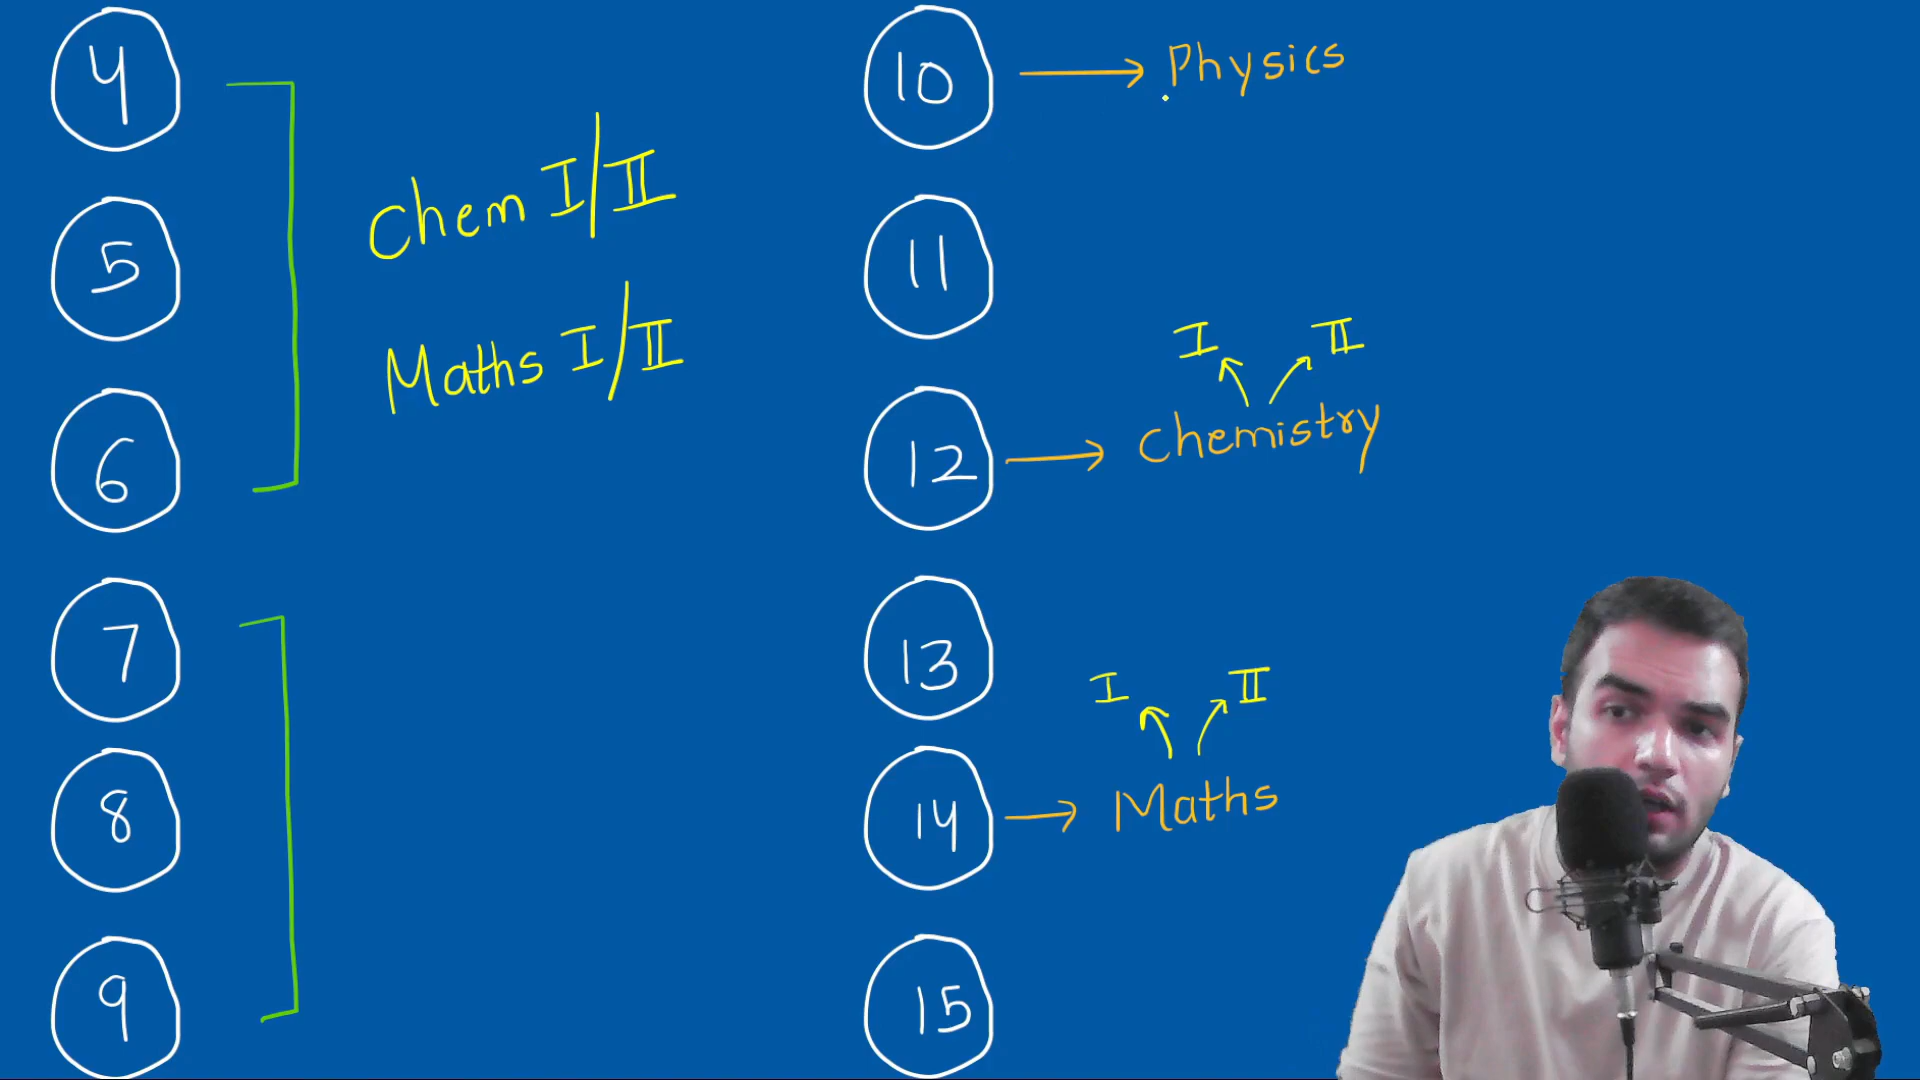 4
5
6
7
8
9
Chem I/II
Maths I/II
10 → Physics
11
I II
12 → Chemistry
13
I II
14 → Maths
15